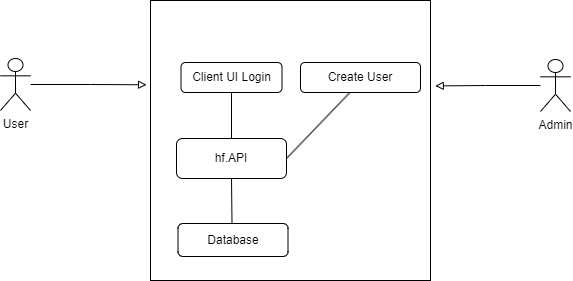 Client UI Login
Create User
User
Admin
hf.API
Database